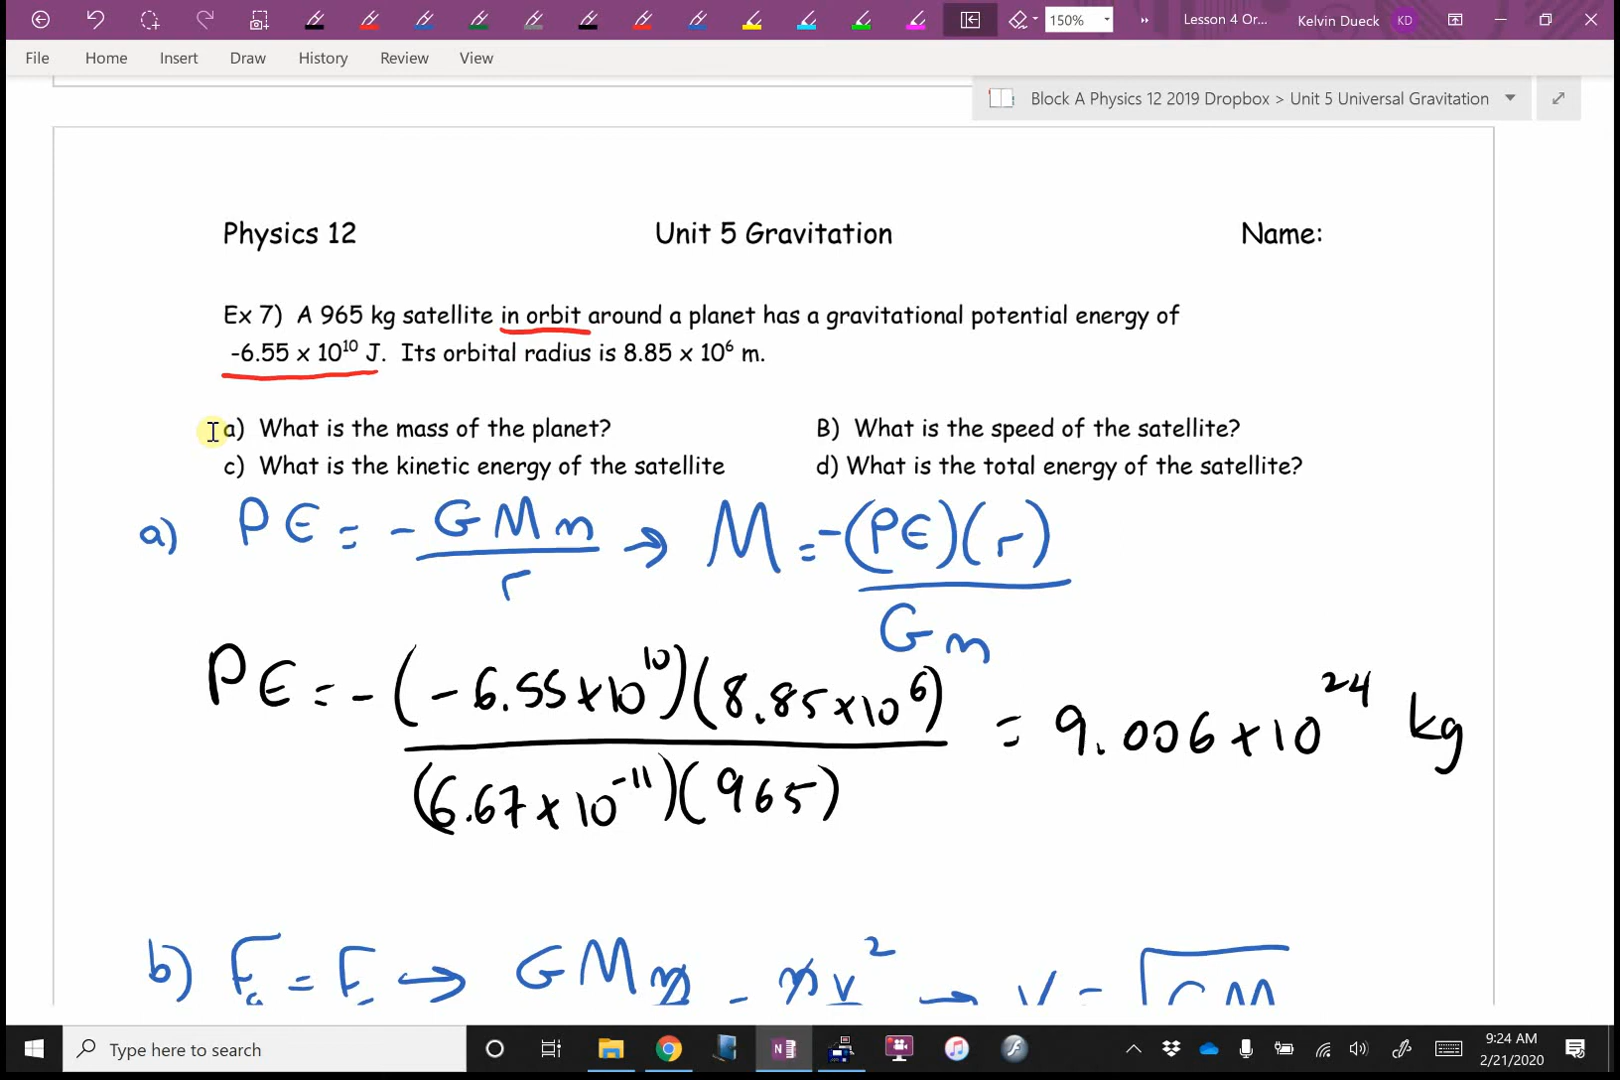 150%
Lesson 4 Or...
Kelvin Dueck
KD
File Home Insert Draw History Review View
Block A Physics 12 2019 Dropbox > Unit 5 Universal Gravitation
Physics 12 Unit 5 Gravitation Name:
Ex 7) A 965 kg satellite in orbit around a planet has a gravitational potential energy of
-6.55 x 10¹⁰ J. Its orbital radius is 8.85 x 10⁶ m.
a) What is the mass of the planet? B) What is the speed of the satellite?
c) What is the kinetic energy of the satellite d) What is the total energy of the satellite?
a) PE = - GMm / r → M = -(PE)(r) / Gm
PE = - (-6.55 x 10¹⁰)(8.85 x 10⁶) / (6.67 x 10⁻¹¹)(965) = 9.006 x 10²⁴ kg
b) F = F → GMm = mv² → v = √GM
Type here to search
9:24 AM
2/21/2020